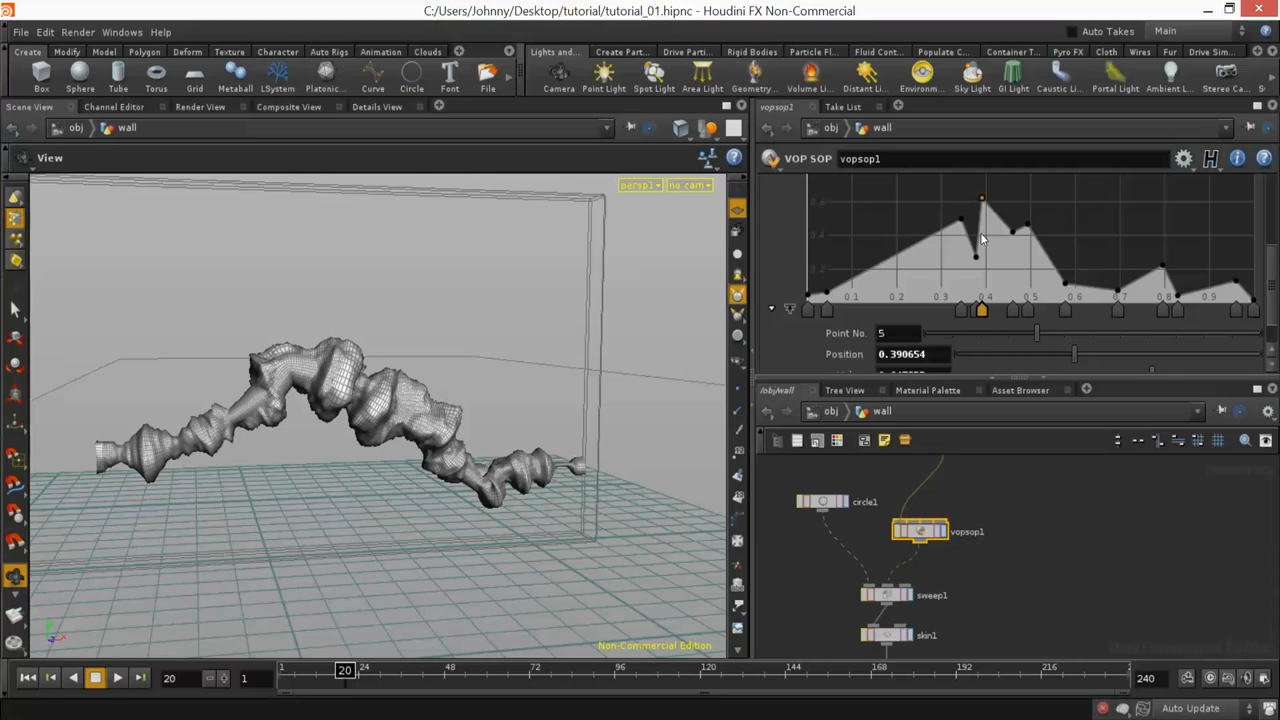 C:/Users/Johnny/Desktop/tutorial/tutorial_01.hipnc - Houdini FX Non-Commercial
File Edit Render Windows Help
Auto Takes Main
Create Modify Model Polygon Deform Texture Character Auto Rigs Animation Clouds
Lights and... Create Part... Drive Parti... Rigid Bodies Particle Fl... Fluid Cont... Populate C... Container T... Pyro FX Cloth Wires Fur Drive Sim...
Box Sphere Tube Torus Grid Metaball LSystem Platonic... Curve Circle Font File
Camera Point Light Spot Light Area Light Geometry... Volume Li... Distant Li... Environm... Sky Light GI Light Caustic Li... Portal Light Ambient L... Stereo Ca...
Scene View Channel Editor Render View Composite View Details View
vopsop1 Take List
obj wall
obj wall
View
persp1 no cam
VOP SOP vopsop1
0.6
0.4
0.2
0.1 0.2 0.3 0.4 0.5 0.6 0.7 0.8 0.9
Point No. 5
Position 0.390654
/obj/wall Tree View Material Palette Asset Browser
obj wall
circle1
vopsop1
sweep1
skin1
Non-Commercial Edition
20 1
1 20 24 48 72 96 120 144 168 192 216
240
Auto Update